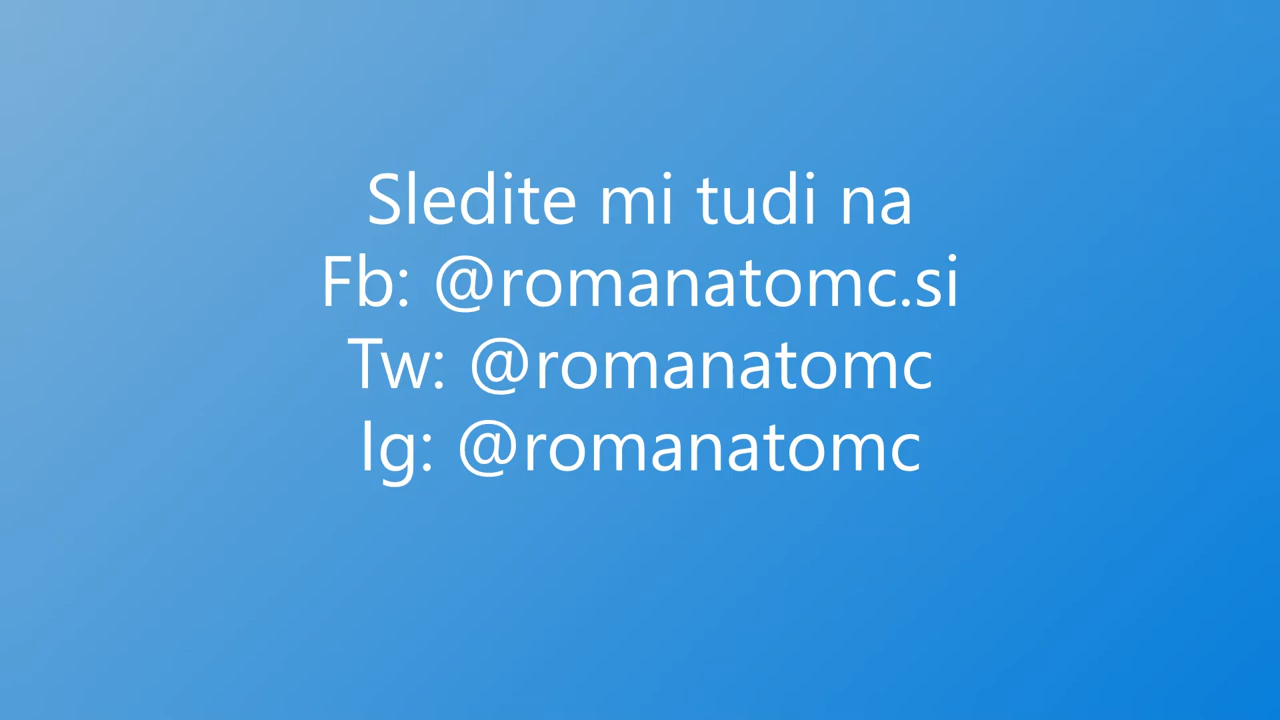 Sledite mi tudi na
Fb: @romanatomc.si
Tw: @romanatomc
Ig: @romanatomc